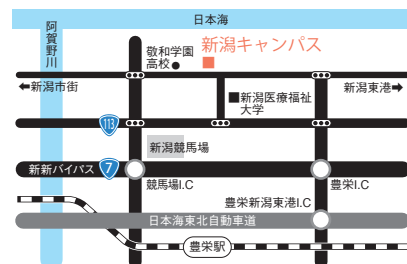 日本海
阿賀野川
敬和学園
高校
新潟キャンパス
←新潟市街
新潟東港→
新潟医療福祉
大学
113
新潟競馬場
新新バイパス
7
競馬場I.C
豊栄I.C
豊栄新潟東港I.C
日本海東北自動車道
豊栄駅